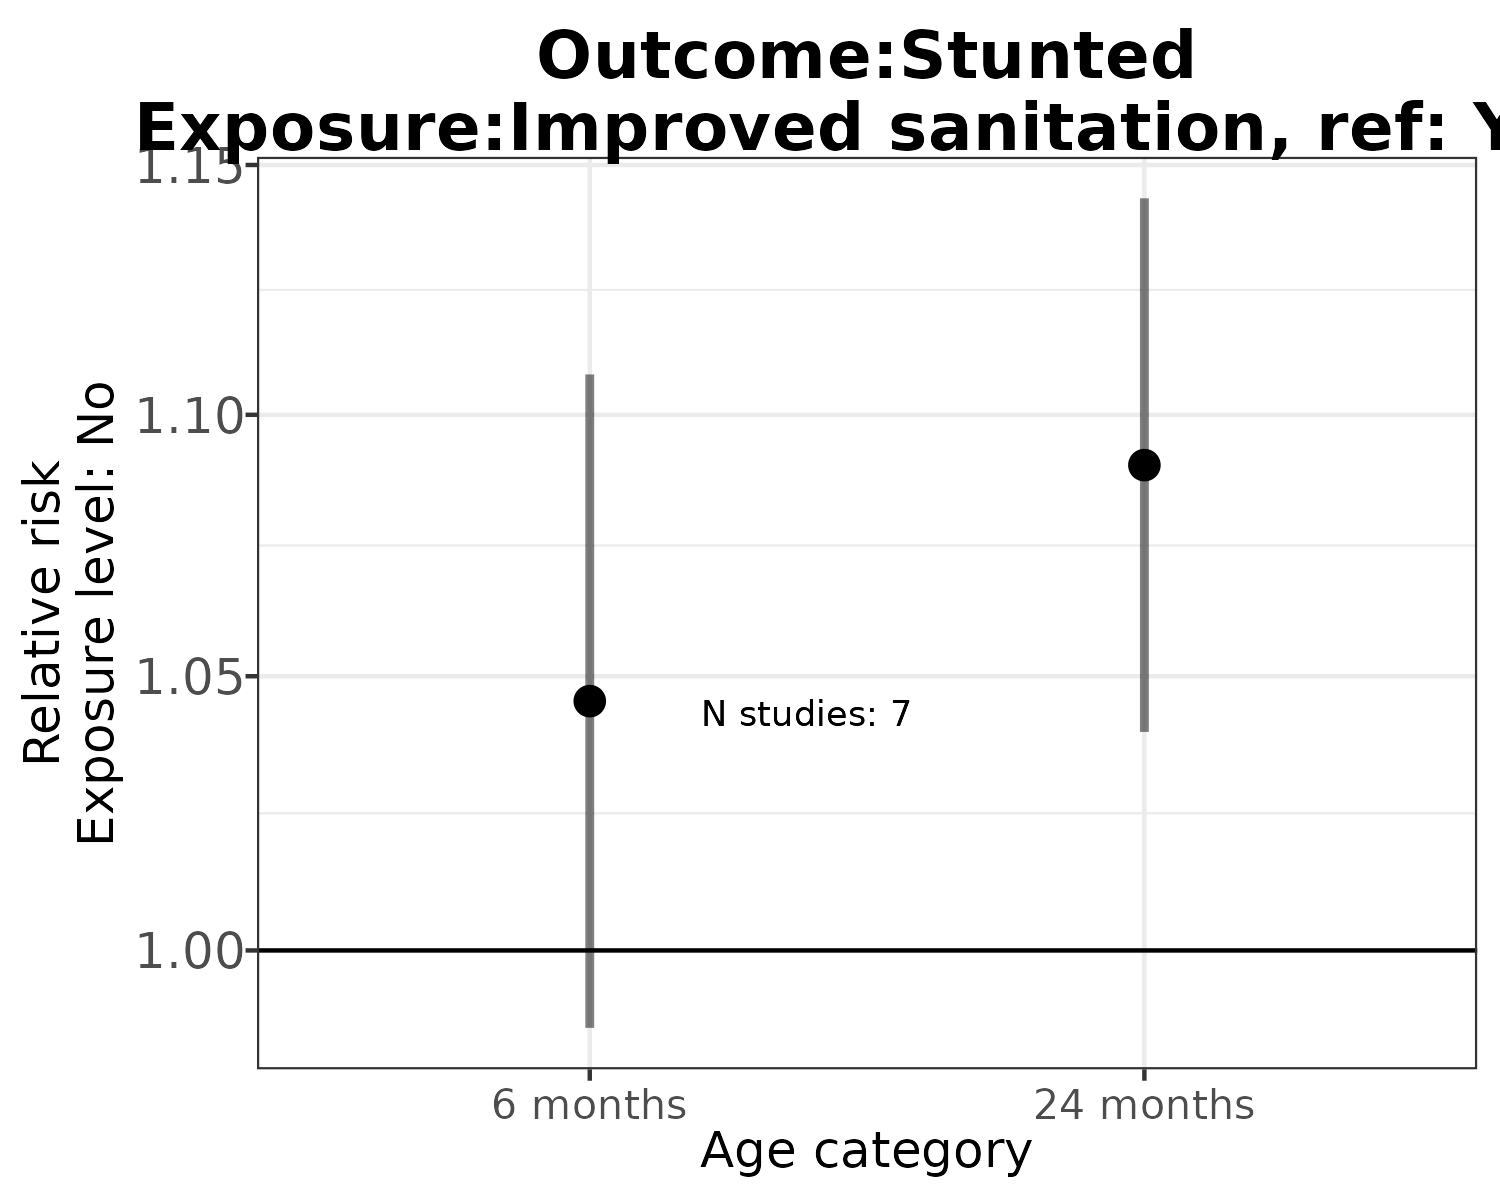 Outcome:Stunted
Exposure:Improved sanitation, ref: Y
1.15
1.10
1.05
1.00
Relative risk
Exposure level: No
N studies: 7
6 months
24 months
Age category